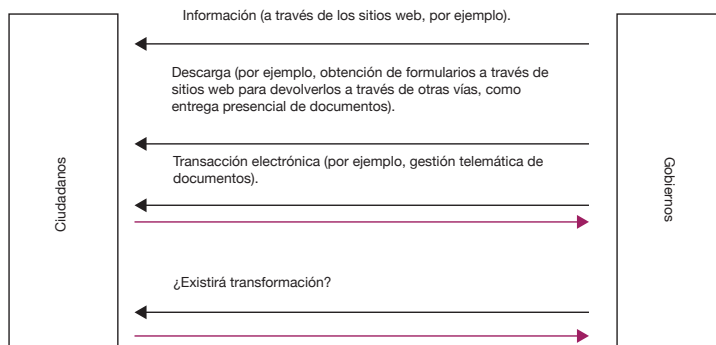 Información (a través de los sitios web, por ejemplo).
Descarga (por ejemplo, obtención de formularios a través de
sitios web para devolverlos a través de otras vías, como
entrega presencial de documentos).
Transacción electrónica (por ejemplo, gestión telemática de
documentos).
¿Existirá transformación?
Ciudadanos
Gobiernos